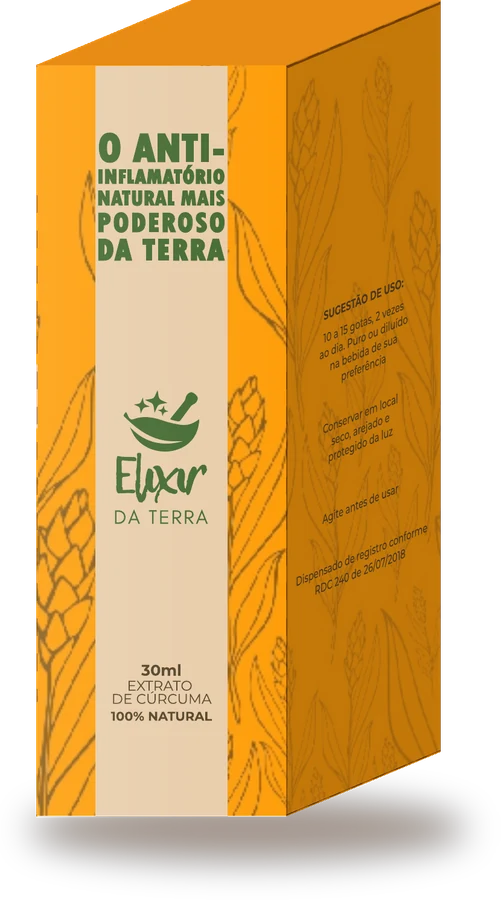 O ANTI-
INFLAMATÓRIO
NATURAL MAIS
PODEROSO
DA TERRA
Elixir
DA TERRA
30ml
EXTRATO
DE CÚRCUMA
100% NATURAL
SUGESTÃO DE USO:
10 a 15 gotas, 2 vezes
ao dia. Puro ou diluído
na bebida de sua
preferência
Conservar em local
seco, arejado e
protegido da luz
Agite antes de usar
Dispensado de registro conforme
RDC 240 de 26/07/2018